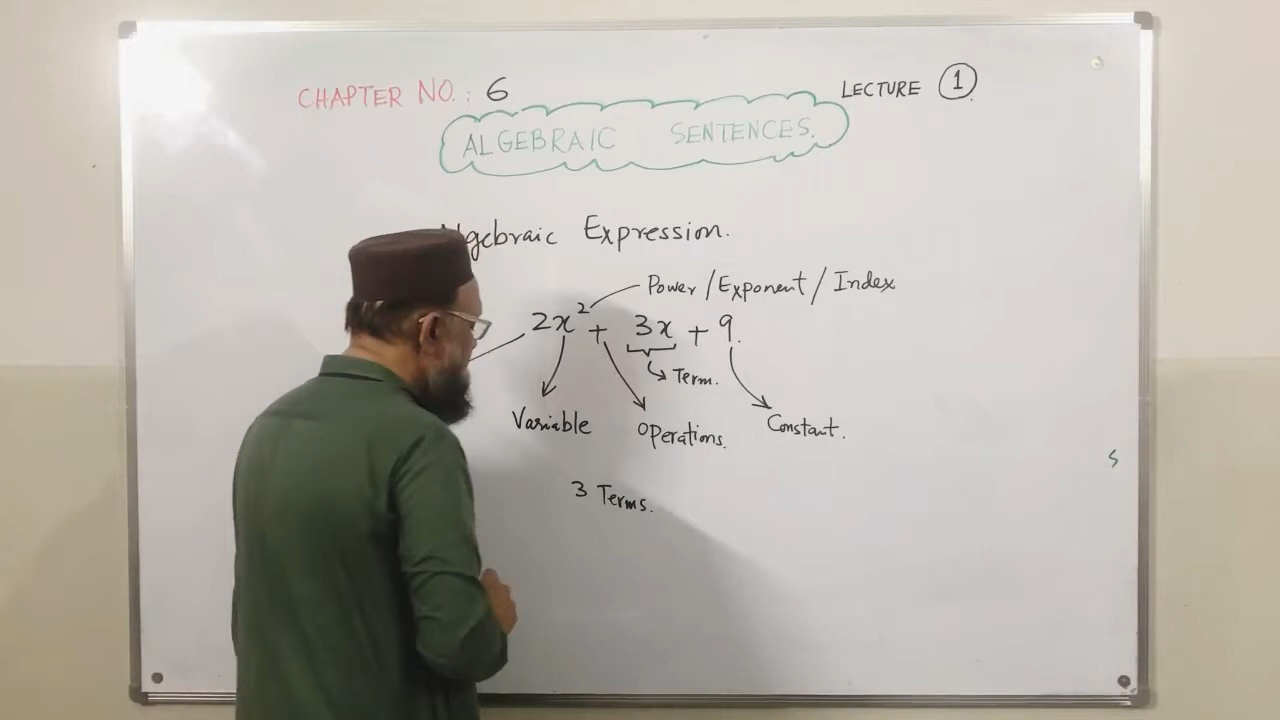 CHAPTER NO. : 6
LECTURE 1
ALGEBRAIC SENTENCES.
Algebraic Expression.
Power/Exponent/Index
2x² + 3x + 9.
Term.
Variable
Operations.
Constant.
3 Terms.
S